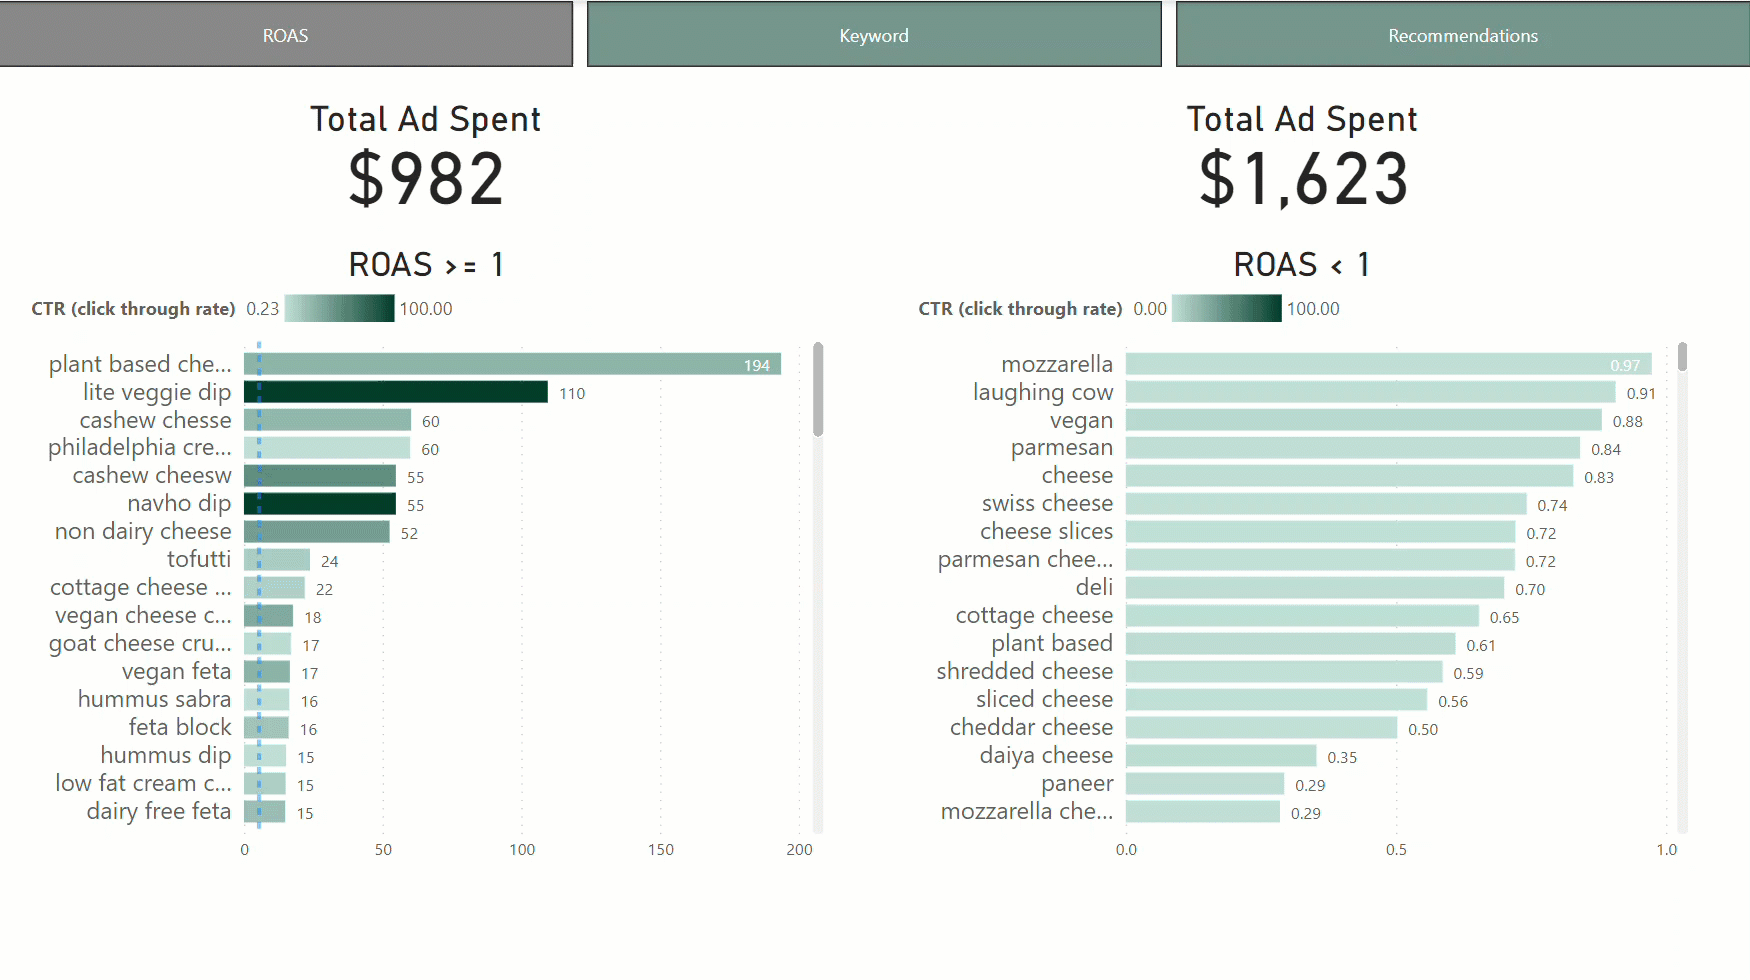 ROAS
Keyword
Recommendations
Total Ad Spent
$982
ROAS >= 1
CTR (click through rate) 0.23 100.00
plant based che... 194
lite veggie dip 110
cashew chesse 60
philadelphia cre... 60
cashew cheesw 55
navho dip 55
non dairy cheese 52
tofutti 24
cottage cheese ... 22
vegan cheese c... 18
goat cheese cru... 17
vegan feta 17
hummus sabra 16
feta block 16
hummus dip 15
low fat cream c... 15
dairy free feta 15
0 50 100 150 200
Total Ad Spent
$1,623
ROAS < 1
CTR (click through rate) 0.00 100.00
mozzarella 0.97
laughing cow 0.91
vegan 0.88
parmesan 0.84
cheese 0.83
swiss cheese 0.74
cheese slices 0.72
parmesan chee... 0.72
deli 0.70
cottage cheese 0.65
plant based 0.61
shredded cheese 0.59
sliced cheese 0.56
cheddar cheese 0.50
daiya cheese 0.35
paneer 0.29
mozzarella che... 0.29
0.0 0.5 1.0